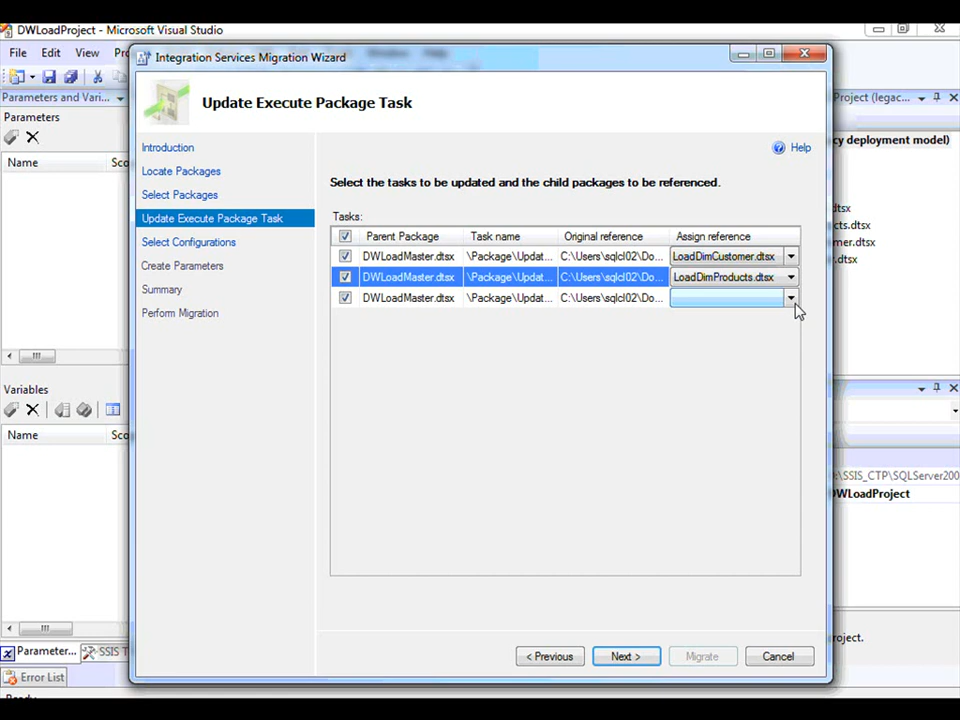 DWLoadProject - Microsoft Visual Studio
File Edit View
Integration Services Migration Wizard
Parameters and Vari...
Project (legac...
Update Execute Package Task
Parameters
cy deployment model)
Introduction
Help
Name
Locate Packages
Select the tasks to be updated and the child packages to be referenced.
Select Packages
.dtsx
Update Execute Package Task
Tasks:
cts.dtsx
Parent Package Task name Original reference Assign reference
Select Configurations
mer.dtsx
DWLoadMaster.dtsx \Package\Updat... C:\Users\sqlcl02\Do... LoadDimCustomer.dtsx
.dtsx
Create Parameters
DWLoadMaster.dtsx \Package\Updat... C:\Users\sqlcl02\Do... LoadDimProducts.dtsx
Summary
DWLoadMaster.dtsx \Package\Updat... C:\Users\sqlcl02\Do...
Perform Migration
Variables
Name
:\SSIS_CTP\SQLServer200
DWLoadProject
Parameter...
SSIS T
oject.
< Previous Next > Migrate Cancel
Error List